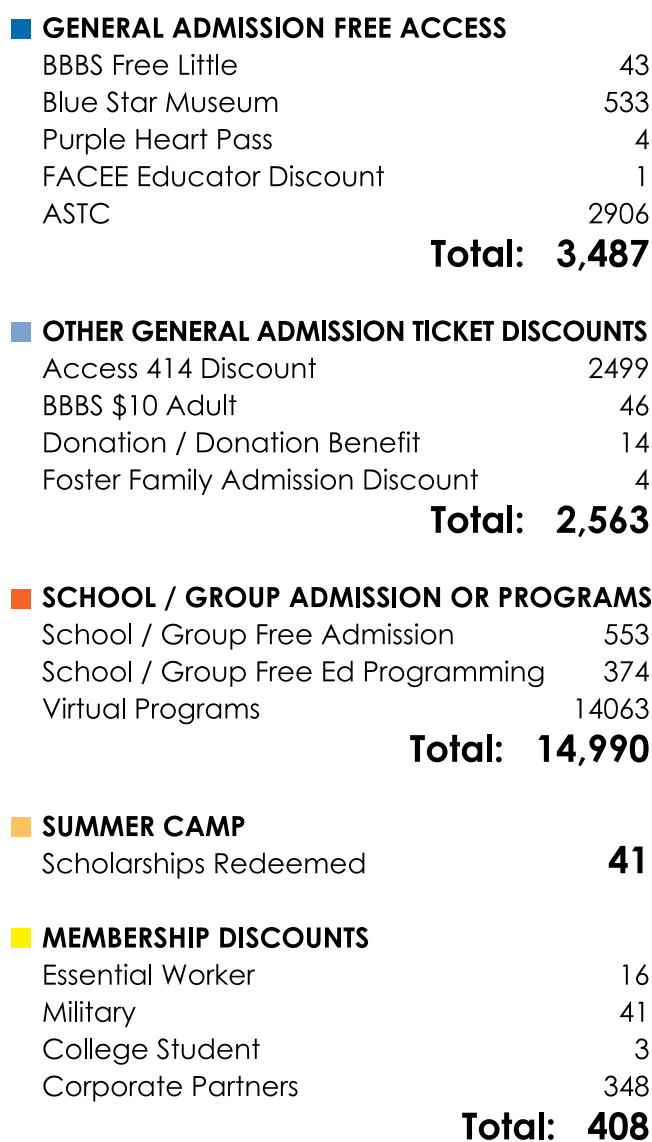 GENERAL ADMISSION FREE ACCESS
BBBS Free Little 43
Blue Star Museum 533
Purple Heart Pass 4
FACEE Educator Discount 1
ASTC 2906
Total: 3,487
OTHER GENERAL ADMISSION TICKET DISCOUNTS
Access 414 Discount 2499
BBBS $10 Adult 46
Donation / Donation Benefit 14
Foster Family Admission Discount 4
Total: 2,563
SCHOOL / GROUP ADMISSION OR PROGRAMS
School / Group Free Admission 553
School / Group Free Ed Programming 374
Virtual Programs 14063
Total: 14,990
SUMMER CAMP
Scholarships Redeemed 41
MEMBERSHIP DISCOUNTS
Essential Worker 16
Military 41
College Student 3
Corporate Partners 348
Total: 408